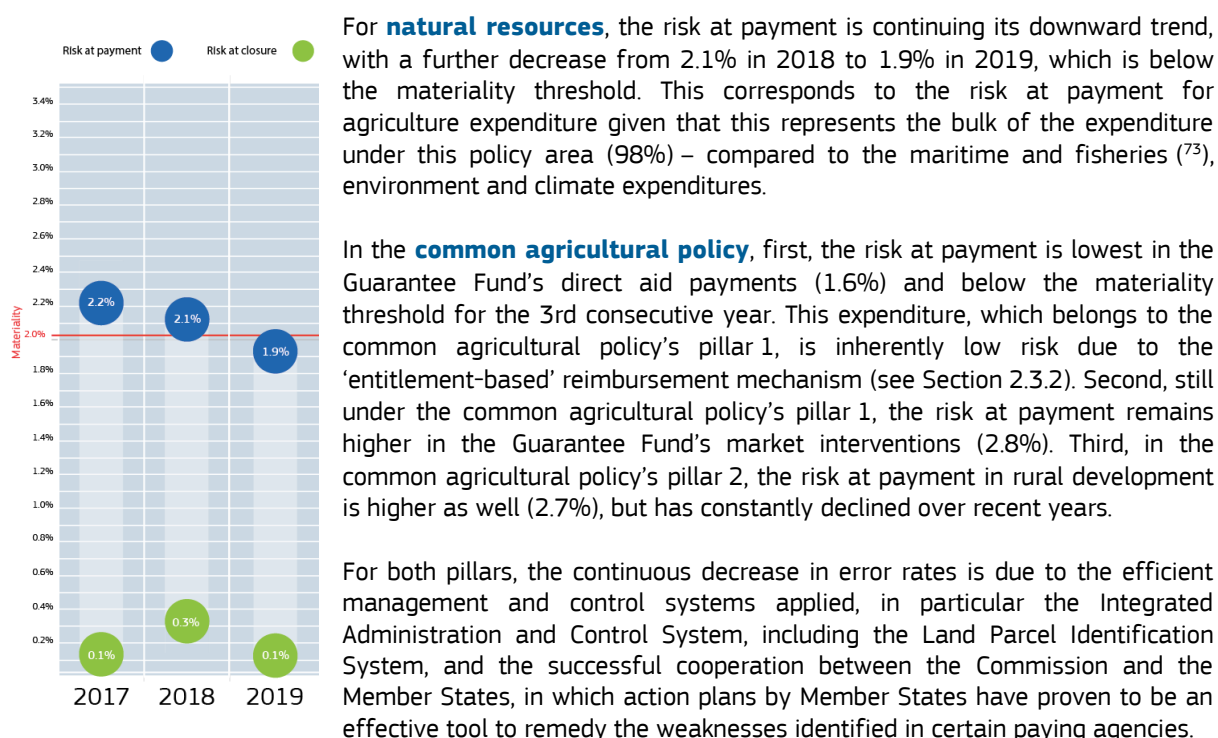 Risk at payment
Risk at closure
3.4%
3.2%
3.0%
2.8%
2.6%
2.4%
2.2%
2.0%
1.8%
1.6%
1.4%
1.2%
1.0%
0.8%
0.6%
0.4%
0.2%
Materiality
2.2%
2.1%
1.9%
0.1%
0.3%
0.1%
2017 2018 2019
For natural resources, the risk at payment is continuing its downward trend,
with a further decrease from 2.1% in 2018 to 1.9% in 2019, which is below
the materiality threshold. This corresponds to the risk at payment for
agriculture expenditure given that this represents the bulk of the expenditure
under this policy area (98%) – compared to the maritime and fisheries (73),
environment and climate expenditures.
In the common agricultural policy, first, the risk at payment is lowest in the
Guarantee Fund's direct aid payments (1.6%) and below the materiality
threshold for the 3rd consecutive year. This expenditure, which belongs to the
common agricultural policy's pillar 1, is inherently low risk due to the
'entitlement-based' reimbursement mechanism (see Section 2.3.2). Second, still
under the common agricultural policy's pillar 1, the risk at payment remains
higher in the Guarantee Fund's market interventions (2.8%). Third, in the
common agricultural policy's pillar 2, the risk at payment in rural development
is higher as well (2.7%), but has constantly declined over recent years.
For both pillars, the continuous decrease in error rates is due to the efficient
management and control systems applied, in particular the Integrated
Administration and Control System, including the Land Parcel Identification
System, and the successful cooperation between the Commission and the
Member States, in which action plans by Member States have proven to be an
effective tool to remedy the weaknesses identified in certain paying agencies.